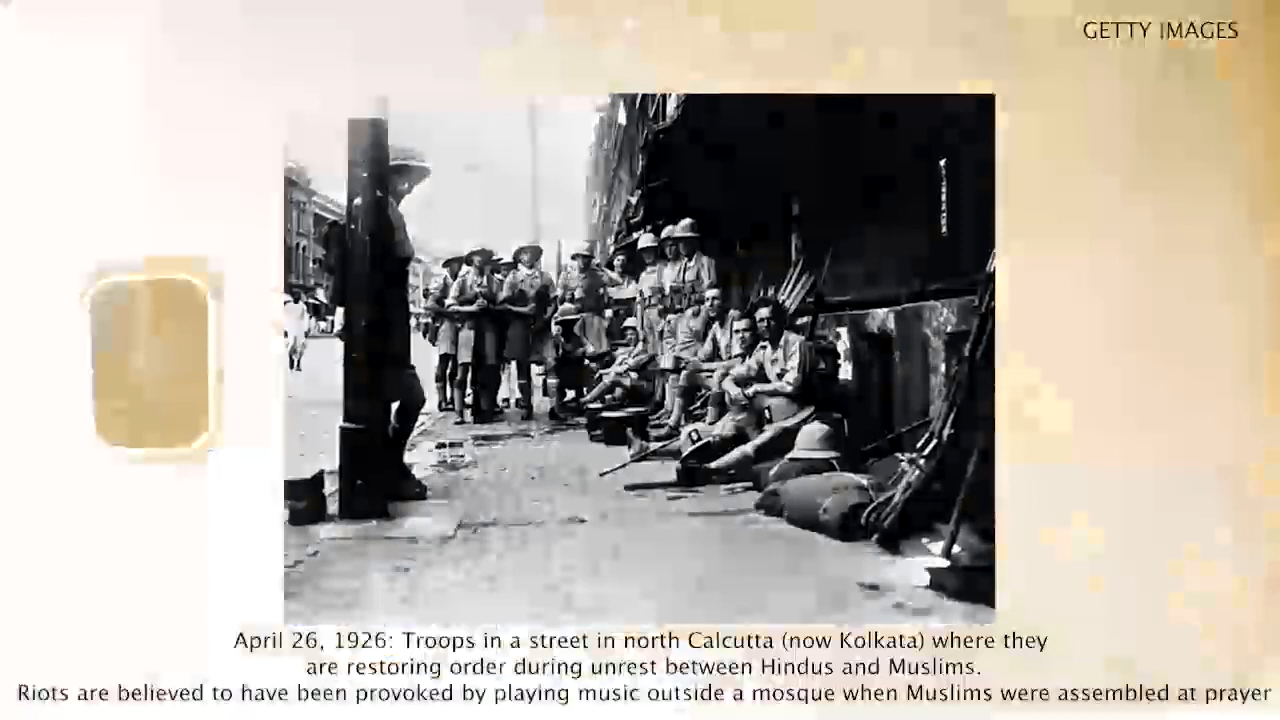 GETTY IMAGES
April 26, 1926: Troops in a street in north Calcutta (now Kolkata) where they
are restoring order during unrest between Hindus and Muslims.
Riots are believed to have been provoked by playing music outside a mosque when Muslims were assembled at prayer